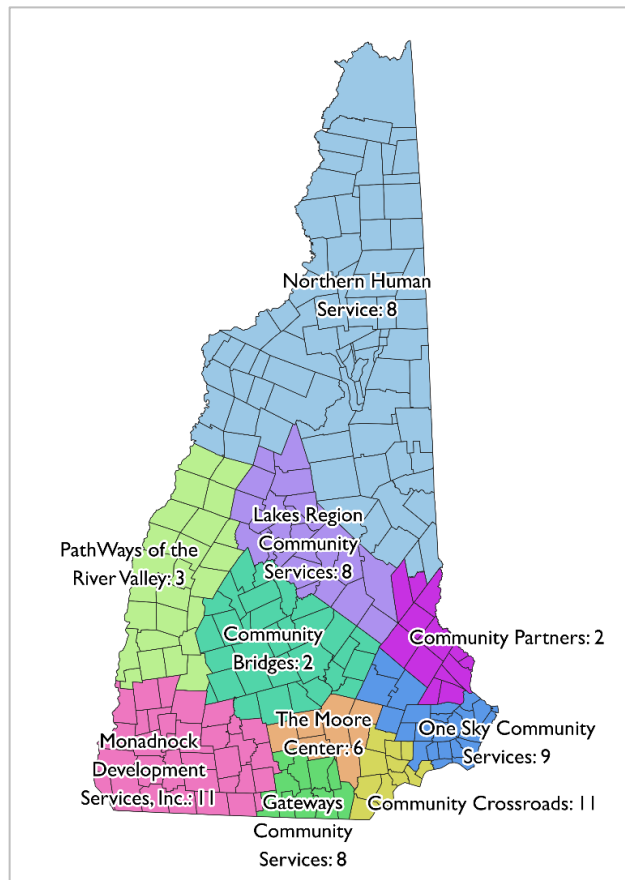 Northern Human
Service: 8
Lakes Region
Community
Services: 8
PathWays of the
River Valley: 3
Community Partners: 2
Community
Bridges: 2
The Moore
Center: 6
One Sky Community
Services: 9
Monadnock
Development
Services, Inc.: 11
Gateways
Community
Services: 8
Community Crossroads: 11